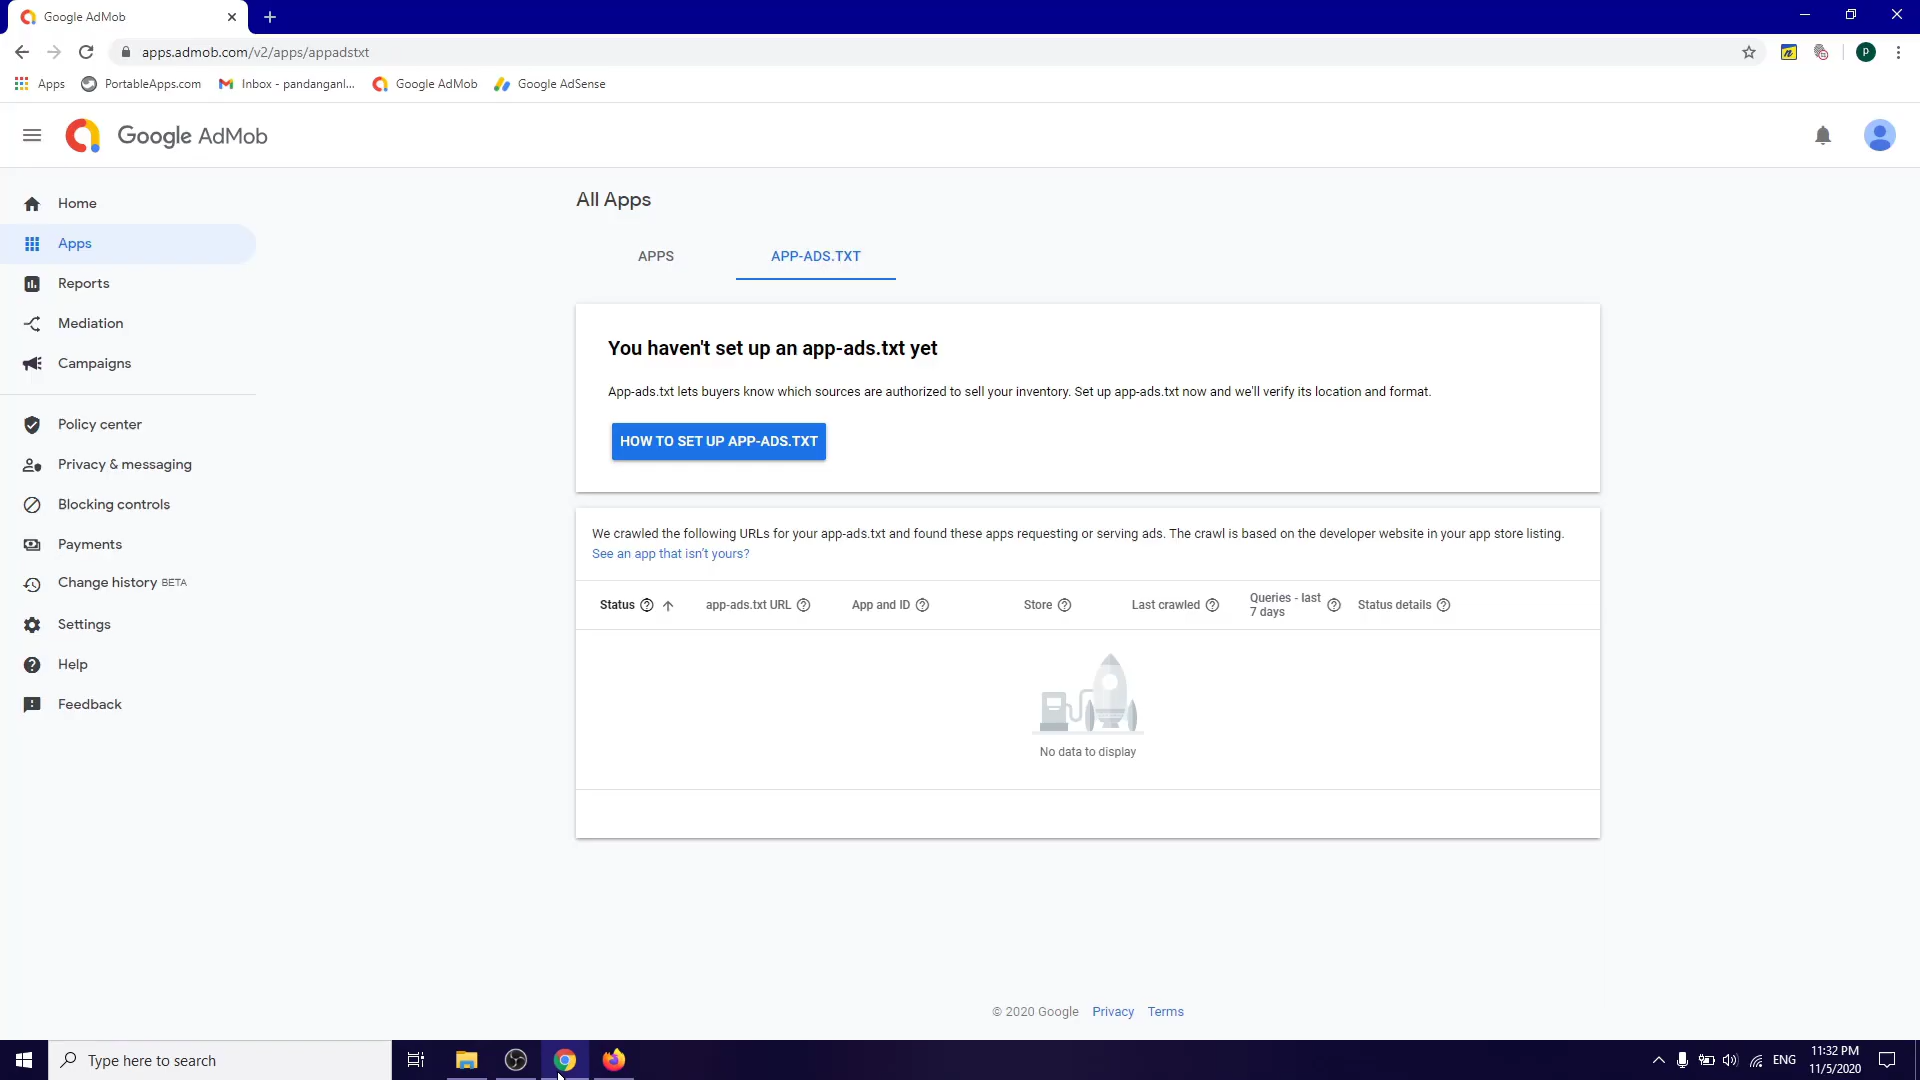 Google AdMob
apps.admob.com/v2/apps/appadstxt
P
Apps
PortableApps.com
Inbox - pandanganl...
Google AdMob
Google AdSense
Google AdMob
Home
Apps
Reports
Mediation
Campaigns
Policy center
Privacy & messaging
Blocking controls
Payments
Change history BETA
Settings
Help
Feedback
All Apps
APPS
APP-ADS.TXT
You haven't set up an app-ads.txt yet
App-ads.txt lets buyers know which sources are authorized to sell your inventory. Set up app-ads.txt now and we'll verify its location and format.
HOW TO SET UP APP-ADS.TXT
We crawled the following URLs for your app-ads.txt and found these apps requesting or serving ads. The crawl is based on the developer website in your app store listing.
See an app that isn't yours?
Status
app-ads.txt URL
App and ID
Store
Last crawled
Queries - last
7 days
Status details
No data to display
© 2020 Google Privacy Terms
Type here to search
ENG
11:32 PM
11/5/2020